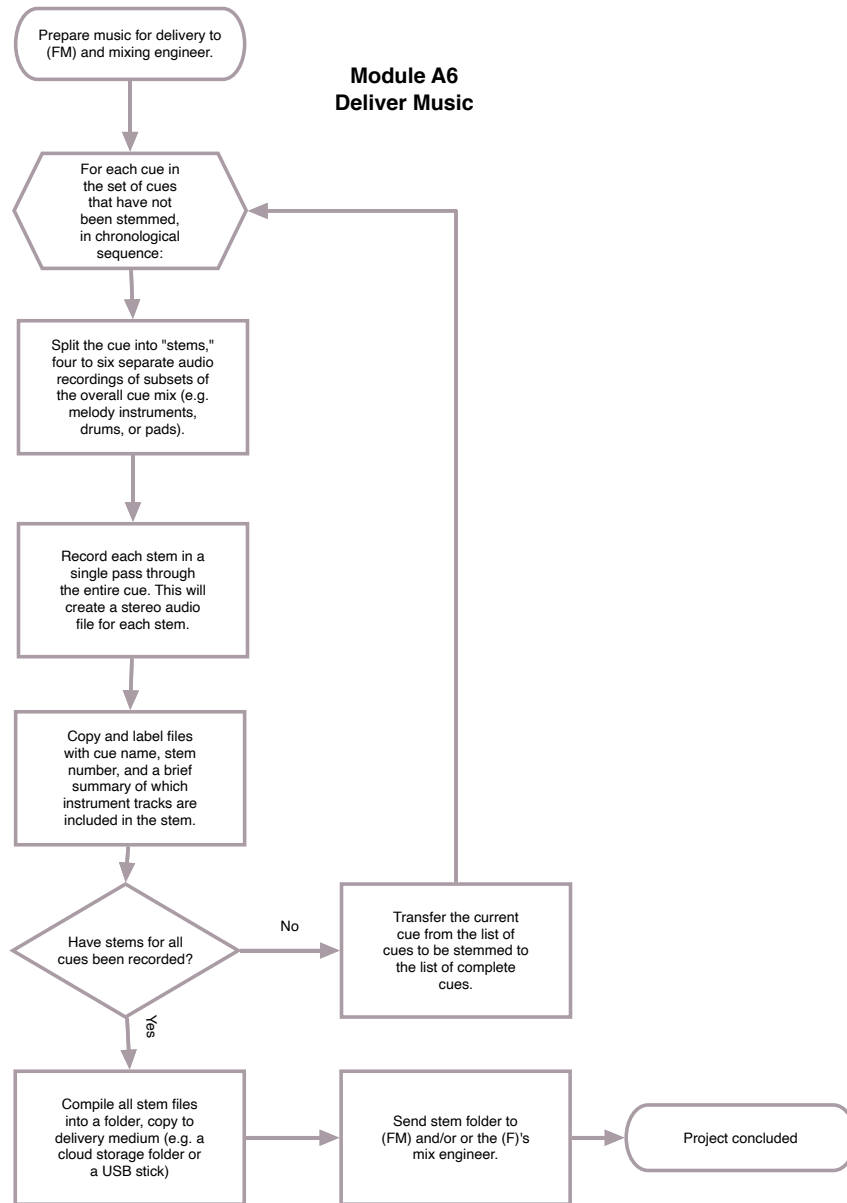 Prepare music for delivery to
(FM) and mixing engineer.
Module A6
Deliver Music
For each cue in
the set of cues
that have not
been stemmed,
in chronological
sequence:
Split the cue into "stems,"
four to six separate audio
recordings of subsets of
the overall cue mix (e.g.
melody instruments,
drums, or pads).
Record each stem in a
single pass through
the entire cue. This will
create a stereo audio
file for each stem.
Copy and label files
with cue name, stem
number, and a brief
summary of which
instrument tracks are
included in the stem.
Have stems for all
cues been recorded?
No
Transfer the current
cue from the list of
cues to be stemmed to
the list of complete
cues.
Yes
Compile all stem files
into a folder, copy to
delivery medium (e.g. a
cloud storage folder or
a USB stick)
Send stem folder to
(FM) and/or or the (F)'s
mix engineer.
Project concluded